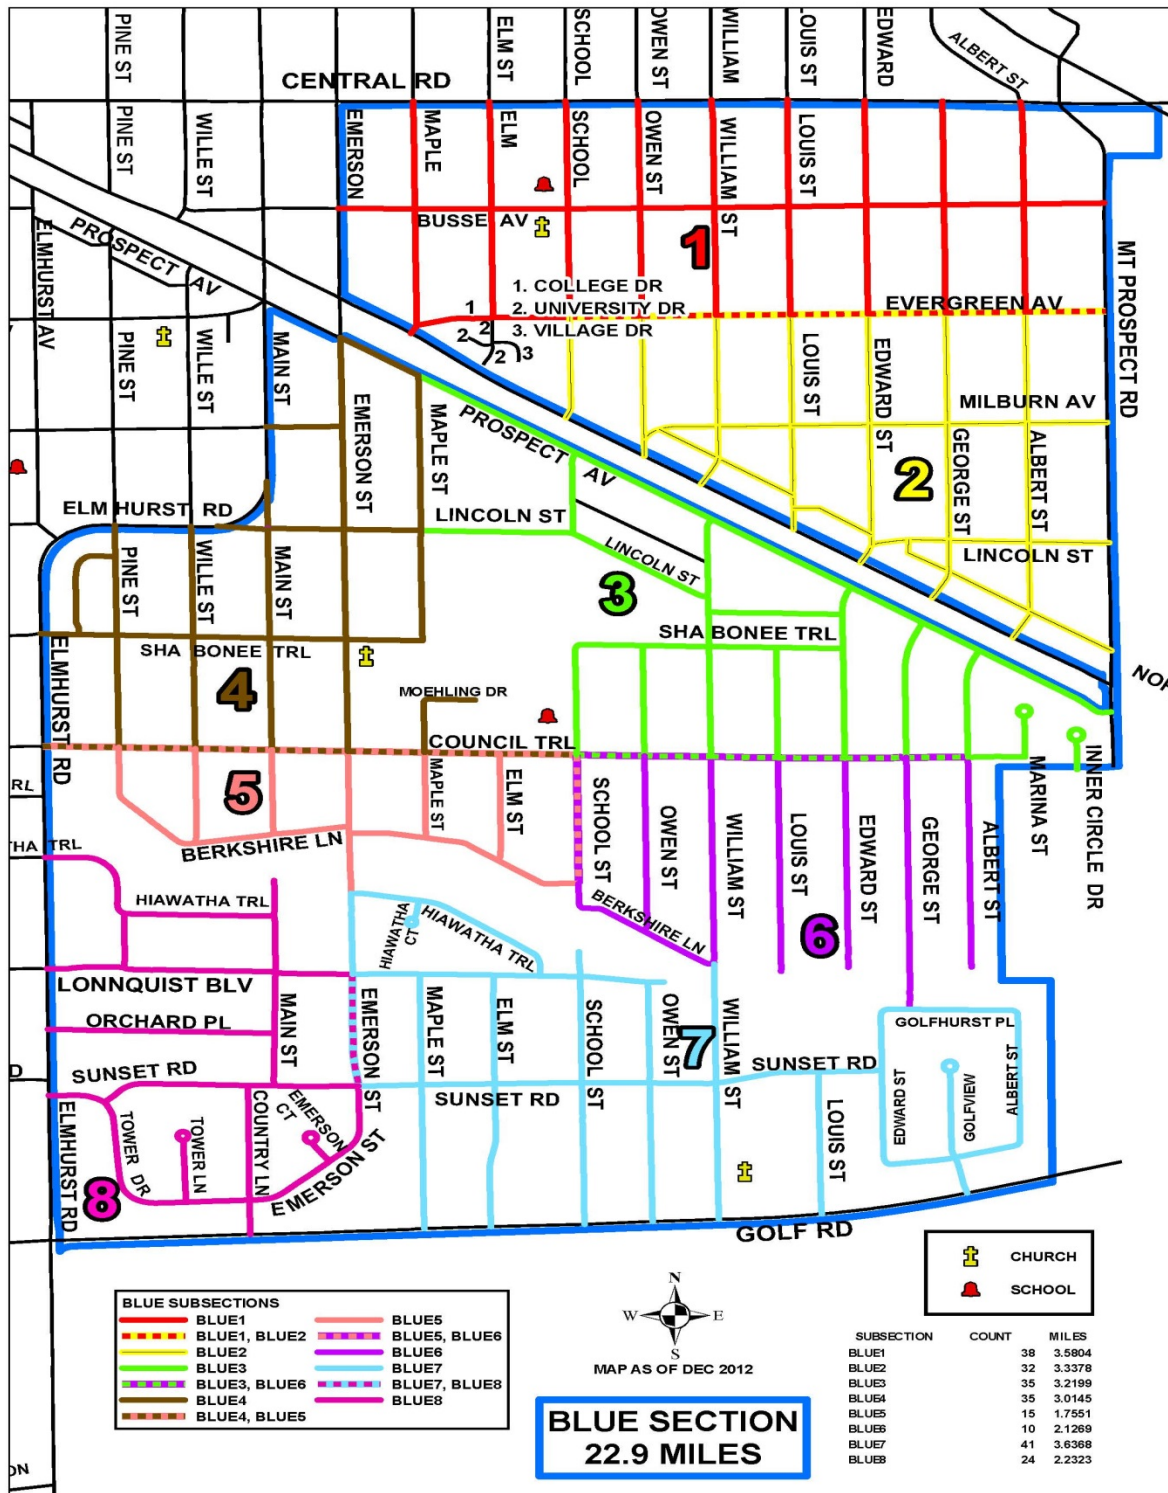 PINE ST
ELM ST
SCHOOL
OWEN ST
WILLIAM
LOUIS ST
EDWARD
ALBERT ST
CENTRAL RD
PINE ST
WILLE ST
EMERSON
MAPLE
ELM
SCHOOL
OWEN ST
WILLIAM ST
LOUIS ST
BUSSE AV
1
ELMHURST AV
PROSPECT AV
MT PROSPECT RD
1. COLLEGE DR
2. UNIVERSITY DR
3. VILLAGE DR
1
2
2
2
3
EVERGREEN AV
PINE ST
WILLE ST
MAIN ST
EMERSON ST
MAPLE ST
PROSPECT AV
LOUIS ST
EDWARD ST
MILBURN AV
GEORGE ST
ALBERT ST
2
ELMHURST RD
LINCOLN ST
LINCOLN ST
LINCOLN ST
PINE ST
WILLE ST
MAIN ST
3
SHA BONEE TRL
SHA BONEE TRL
ELMHURST RD
4
MOEHLING DR
COUNCIL TRL
NOR
RL
5
MAPLE ST
ELM ST
SCHOOL ST
OWEN ST
WILLIAM ST
LOUIS ST
EDWARD ST
GEORGE ST
ALBERT ST
MARINA ST
INNER CIRCLE DR
THA TRL
BERKSHIRE LN
BERKSHIRE LN
HIAWATHA TRL
HIAWATHA CT
HIAWATHA TRL
6
LONNQUIST BLV
ORCHARD PL
MAIN ST
EMERSON ST
MAPLE ST
ELM ST
SCHOOL ST
OWEN ST
7
WILLIAM ST
GOLFHURST PL
D
SUNSET RD
SUNSET RD
SUNSET RD
EDWARD ST
GOLFVIEW
ALBERT ST
ELMHURST RD
TOWER DR
TOWER LN
COUNTRY LN
EMERSON CT
EMERSON ST
LOUIS ST
8
GOLF RD
CHURCH
SCHOOL
BLUE SUBSECTIONS
BLUE1
BLUE1, BLUE2
BLUE2
BLUE3
BLUE3, BLUE6
BLUE4
BLUE4, BLUE5
BLUE5
BLUE5, BLUE6
BLUE6
BLUE7
BLUE7, BLUE8
BLUE8
N
W E
S
MAP AS OF DEC 2012
BLUE SECTION
22.9 MILES
SUBSECTION COUNT MILES
BLUE1 38 3.5804
BLUE2 32 3.3378
BLUE3 35 3.2199
BLUE4 35 3.0145
BLUE5 15 1.7551
BLUE6 10 2.1269
BLUE7 41 3.6368
BLUE8 24 2.2323
ON